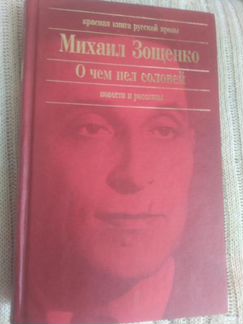 красная книга русской прозы
Михаил Зощенко
О чем пел соловей
повести и рассказы